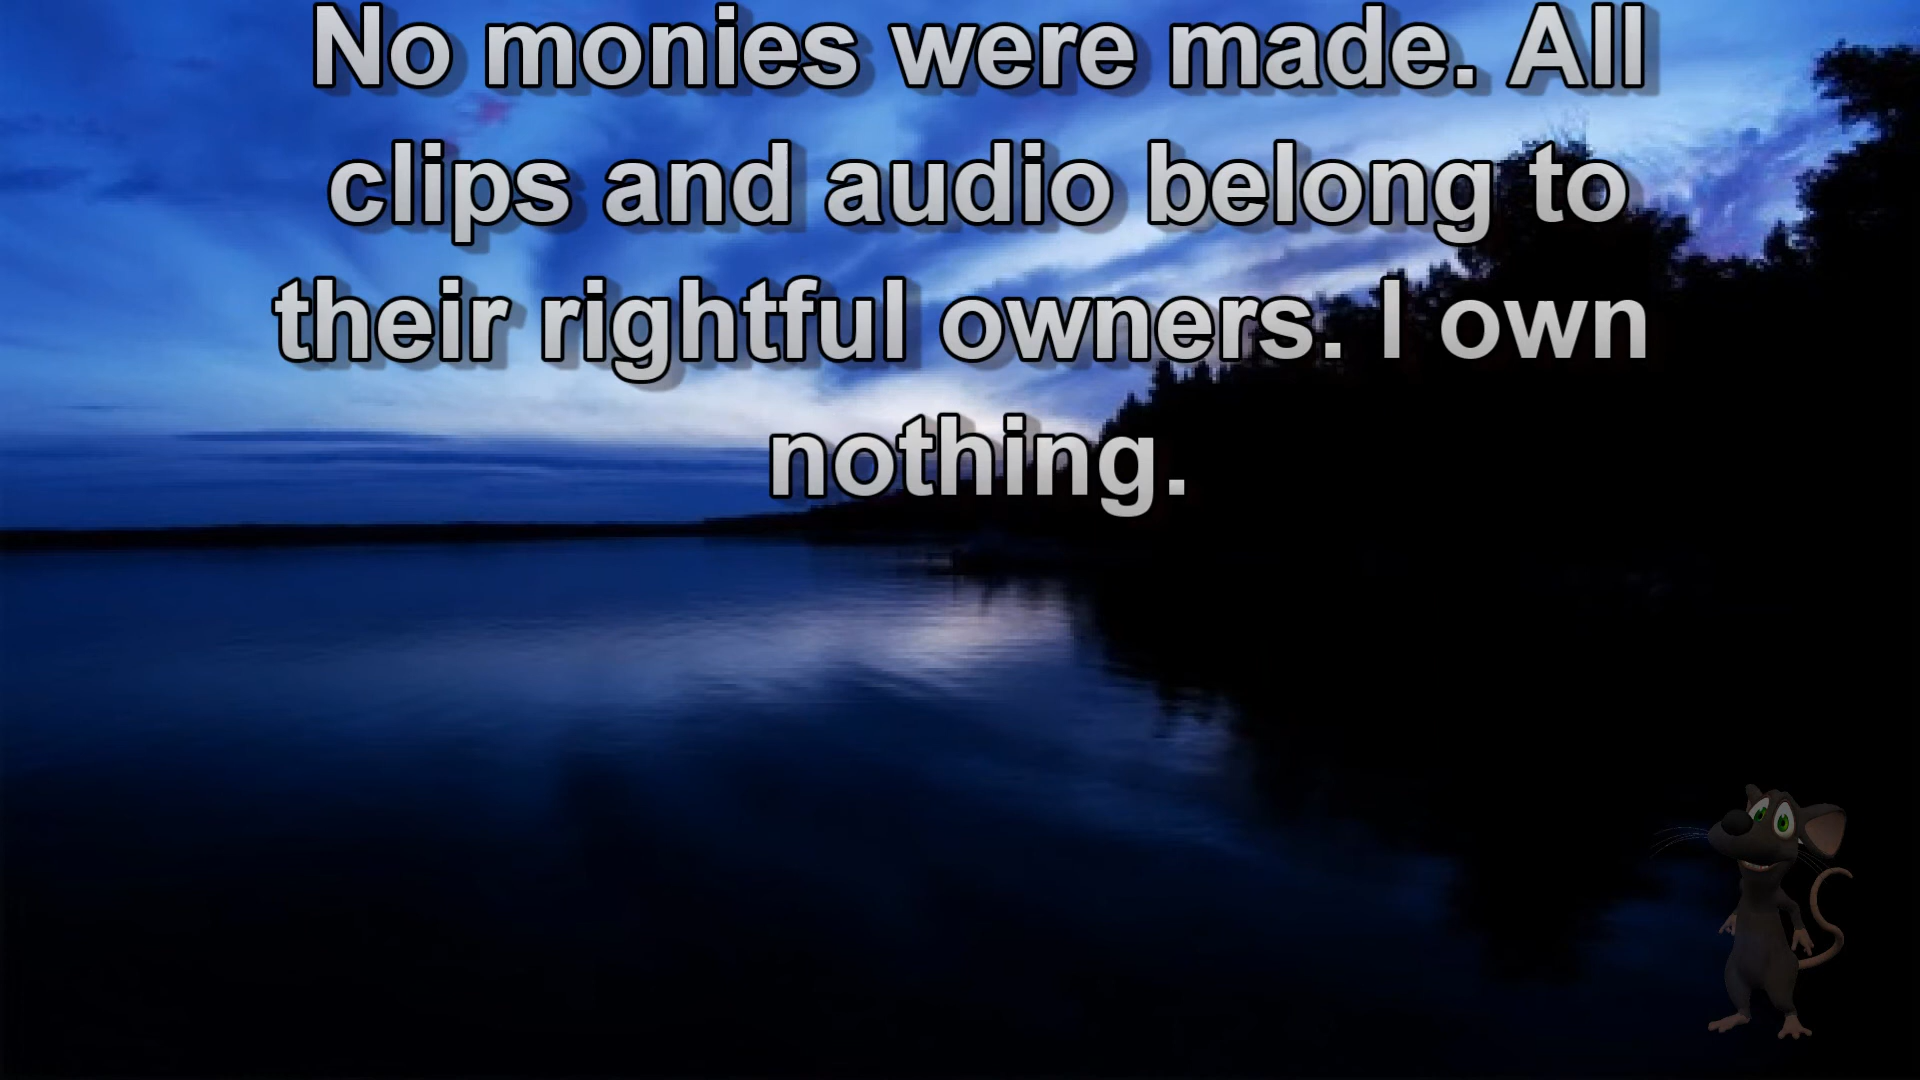 No monies were made. All
clips and audio belong to
their rightful owners. I own
nothing.